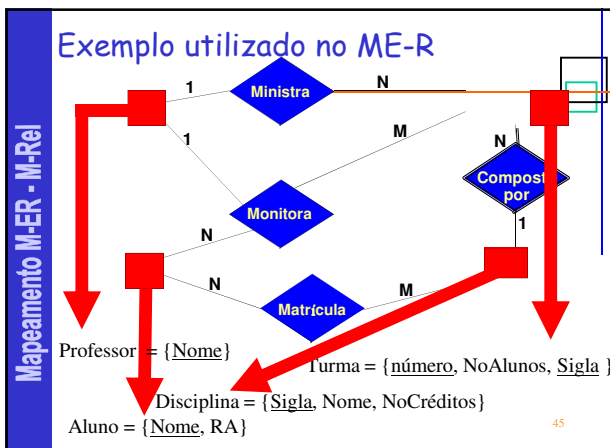 Exemplo utilizado no ME-R
Mapeamento M-ER - M-Rel
1
Ministra
N
1
M
N
Compost
por
Monitora
N
1
N
Matrícula
M
Professor = {Nome}
Turma = {número, NoAlunos, Sigla }
Disciplina = {Sigla, Nome, NoCréditos}
Aluno = {Nome, RA}
45